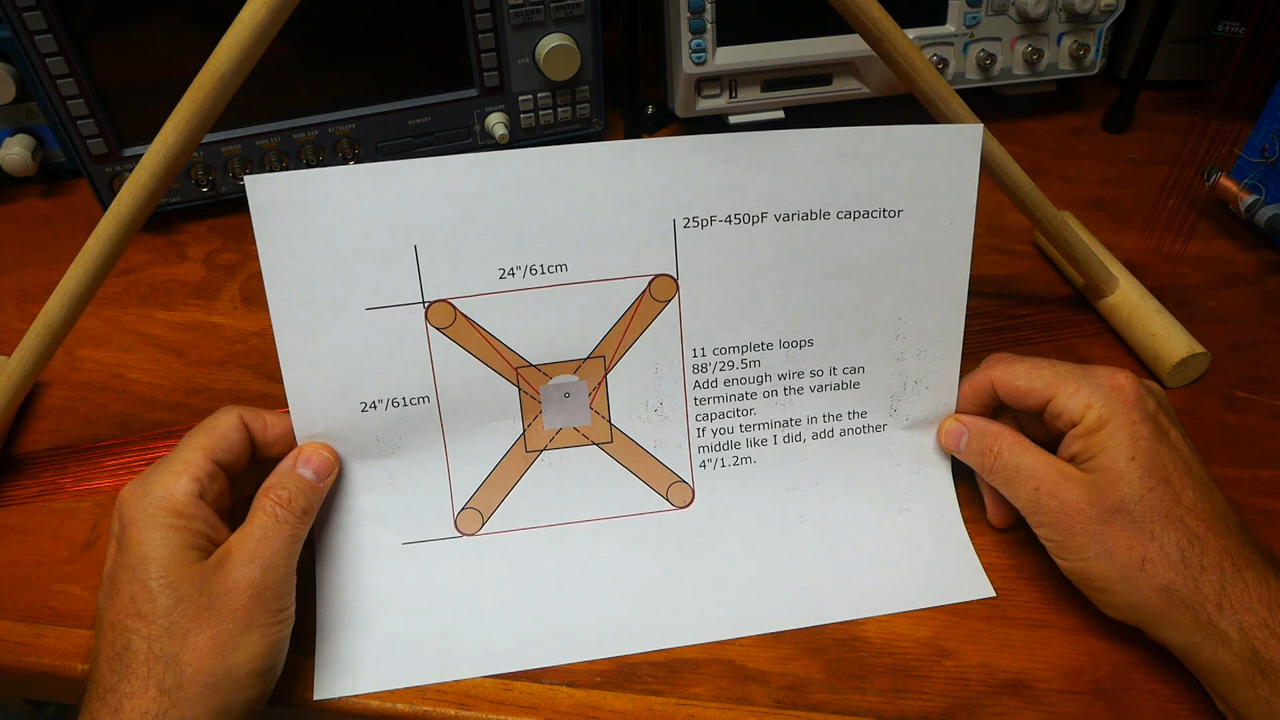 25pF-450pF variable capacitor
24"/61cm
24"/61cm
11 complete loops
88'/29.5m
Add enough wire so it can
terminate on the variable
capacitor.
If you terminate in the the
middle like I did, add another
4"/1.2m.
VOLUME
MEMORY